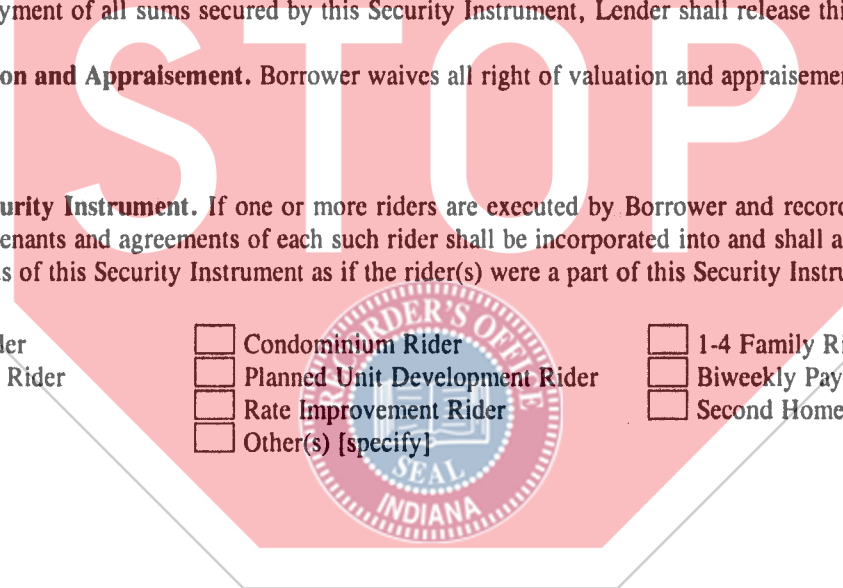 yment of all sums secured by this Security Instrument, Lender shall release thi
on and Appraisement. Borrower waives all right of valuation and appraisemen
urity Instrument. If one or more riders are executed by Borrower and record
enants and agreements of each such rider shall be incorporated into and shall a
s of this Security Instrument as if the rider(s) were a part of this Security Instru
STOP
der Condominium Rider 1-4 Family Ri
Rider Planned Unit Development Rider Biweekly Pay
Rate Improvement Rider Second Home
Other(s) [specify]
RECORDER'S OFFICE
SEAL
INDIANA